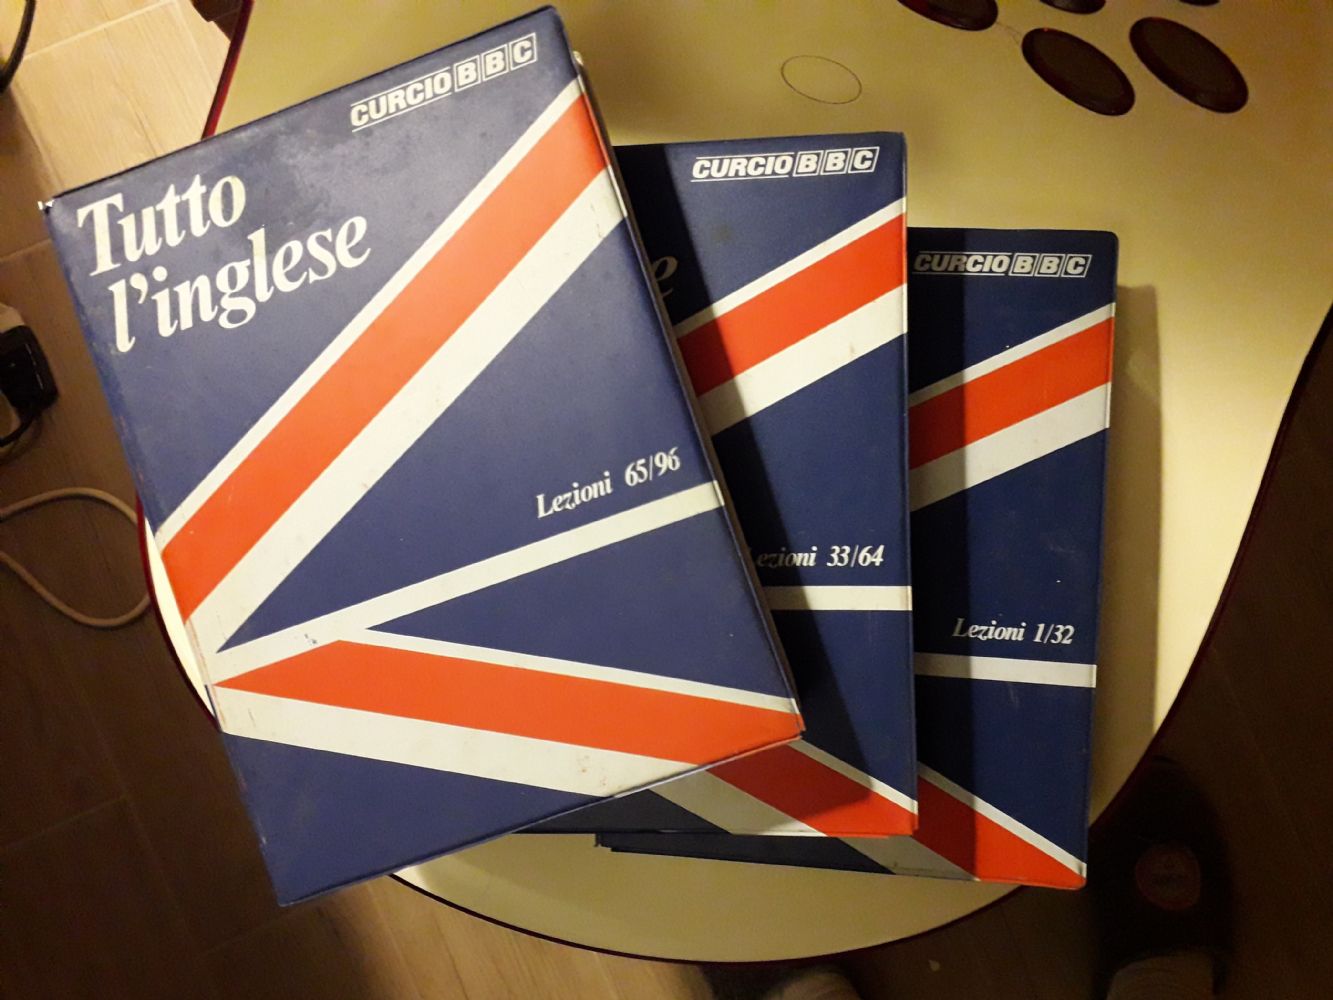 CURCIO BBC
Tutto
l'inglese
Lezioni 65/96
CURCIO BBC
Lezioni 33/64
CURCIO BBC
Lezioni 1/32